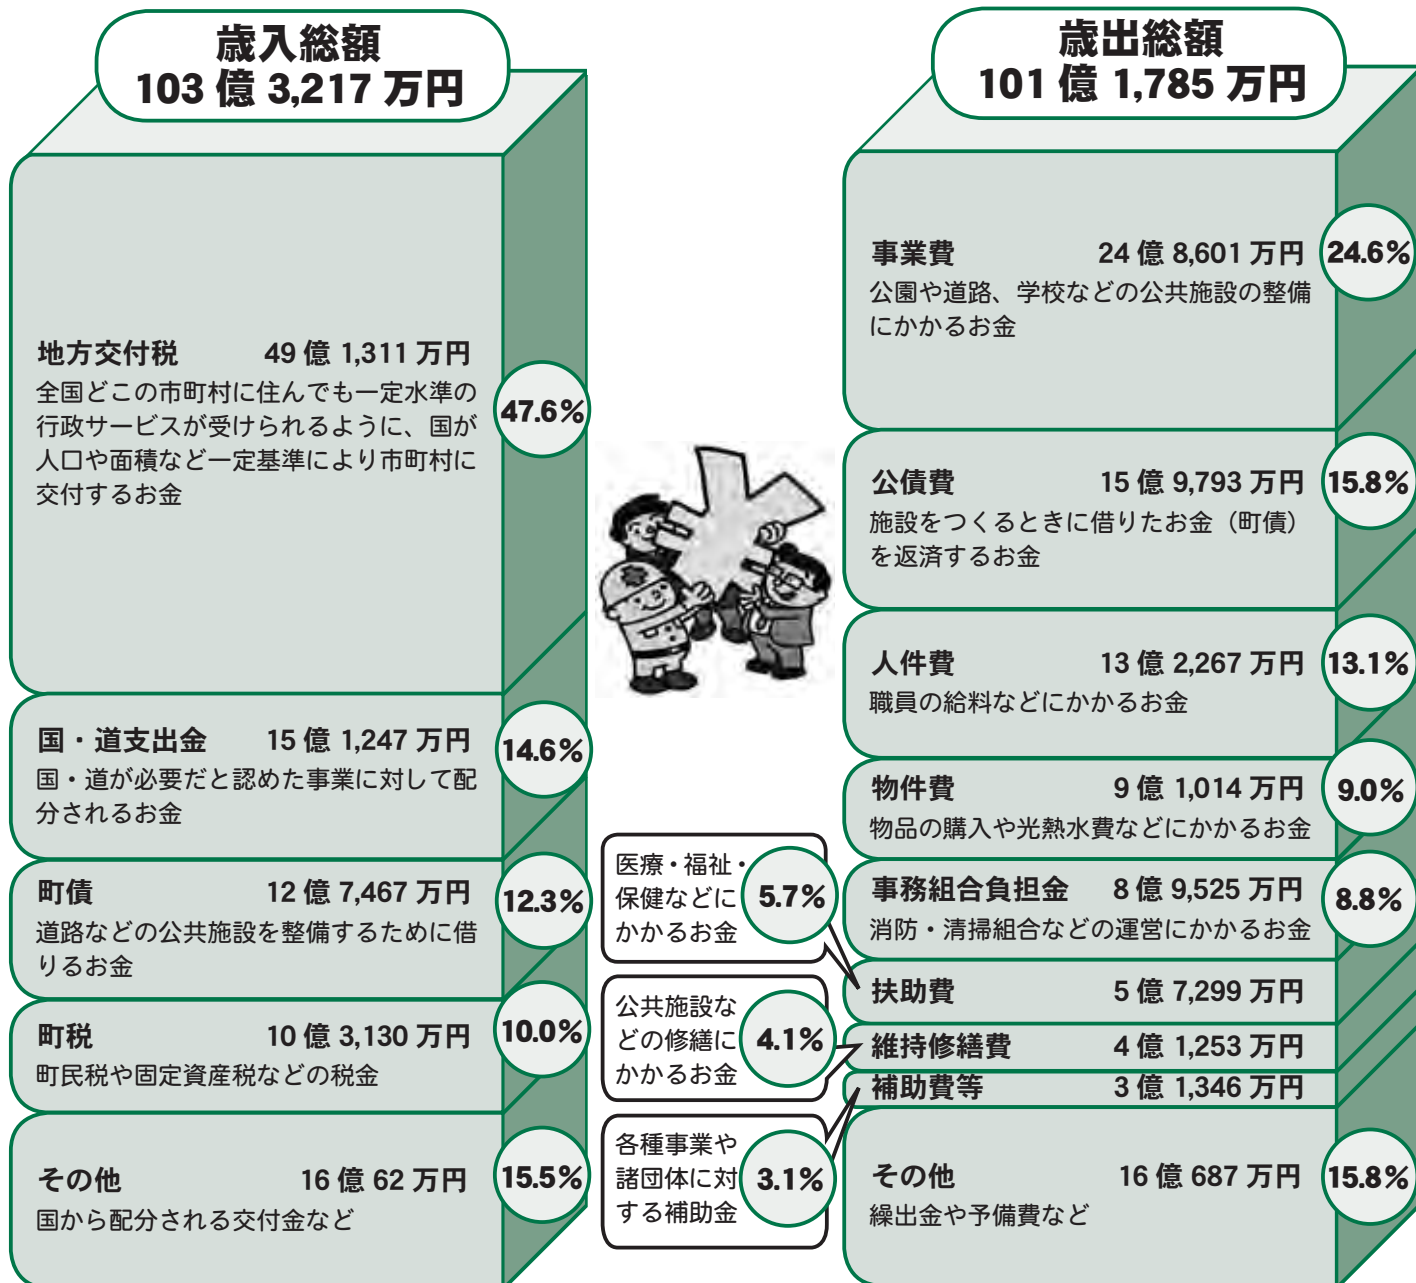 歳入総額
103 億 3,217 万円
地方交付税 49 億 1,311 万円
全国どこの市町村に住んでも一定水準の
行政サービスが受けられるように、国が
人口や面積など一定基準により市町村に
交付するお金
47.6%
国・道支出金 15 億 1,247 万円
国・道が必要だと認めた事業に対して配
分されるお金
14.6%
町債 12 億 7,467 万円
道路などの公共施設を整備するために借
りるお金
12.3%
町税 10 億 3,130 万円
町民税や固定資産税などの税金
10.0%
その他 16 億 62 万円
国から配分される交付金など
15.5%
歳出総額
101 億 1,785 万円
事業費 24 億 8,601 万円
公園や道路、学校などの公共施設の整備
にかかるお金
24.6%
公債費 15 億 9,793 万円
施設をつくるときに借りたお金（町債）
を返済するお金
15.8%
人件費 13 億 2,267 万円
職員の給料などにかかるお金
13.1%
物件費 9 億 1,014 万円
物品の購入や光熱水費などにかかるお金
9.0%
事務組合負担金 8 億 9,525 万円
消防・清掃組合などの運営にかかるお金
8.8%
扶助費 5 億 7,299 万円
医療・福祉・
保健などに
かかるお金
5.7%
維持修繕費 4 億 1,253 万円
公共施設な
どの修繕に
かかるお金
4.1%
補助費等 3 億 1,346 万円
各種事業や
諸団体に対
する補助金
3.1%
その他 16 億 687 万円
繰出金や予備費など
15.8%